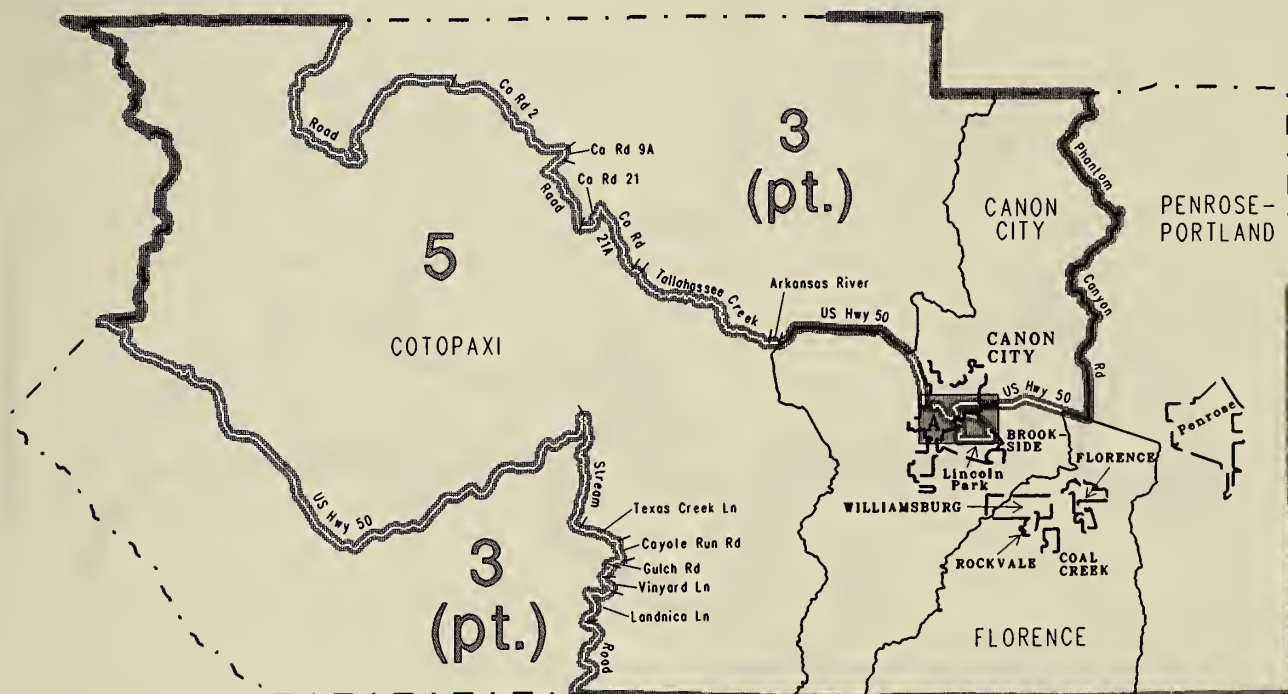 Road
Co Rd 2
Co Rd 9A
Co Rd 21
Road
21A
Co Rd
3
(pt.)
CANON
CITY
Phantom
Canyon
Rd
PENROSE-
PORTLAND
5
COTOPAXI
Tallahassee Creek
Arkansas River
US Hwy 50
CANON
CITY
US Hwy 50
A
BROOK-
SIDE
Lincoln
Park
FLORENCE
Penrose
WILLIAMSBURG
ROCKVALE
COAL
CREEK
FLORENCE
US Hwy 50
Stream
Texas Creek Ln
Coyote Run Rd
Gulch Rd
Vinyard Ln
Landnica Ln
Road
3
(pt.)